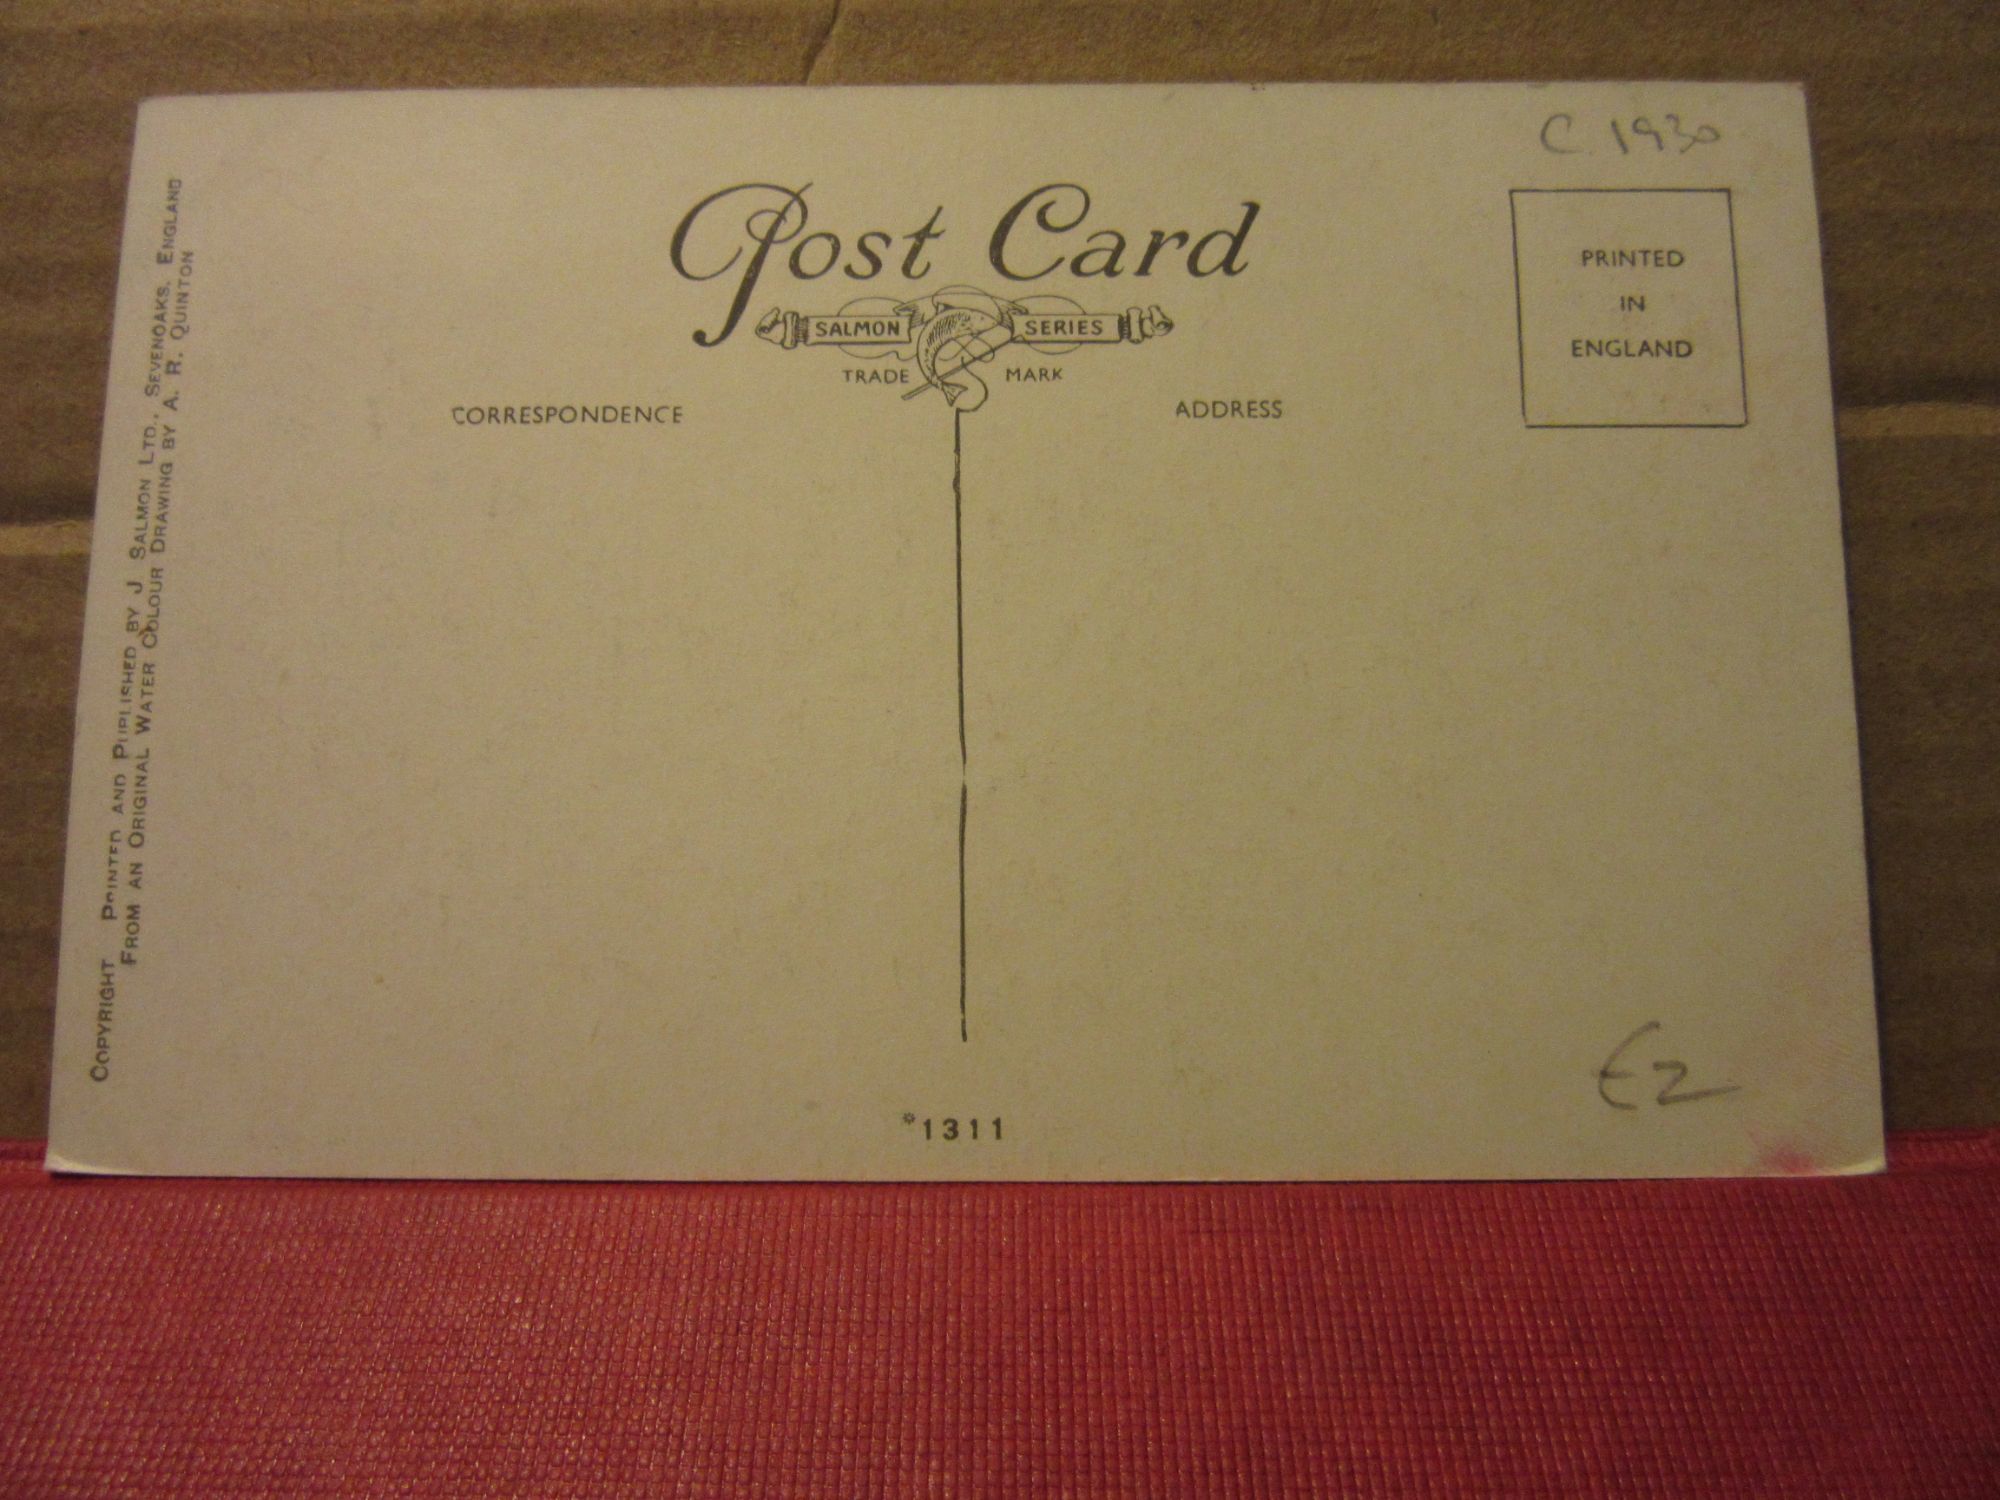 C 1930
Post Card
SALMON SERIES
TRADE MARK
CORRESPONDENCE
ADDRESS
PRINTED
IN
ENGLAND
COPYRIGHT PRINTED AND PUBLISHED BY J SALMON LTD., SEVENOAKS. ENGLAND
FROM AN ORIGINAL WATER COLOUR DRAWING BY A. R. QUINTON
£2
*1311